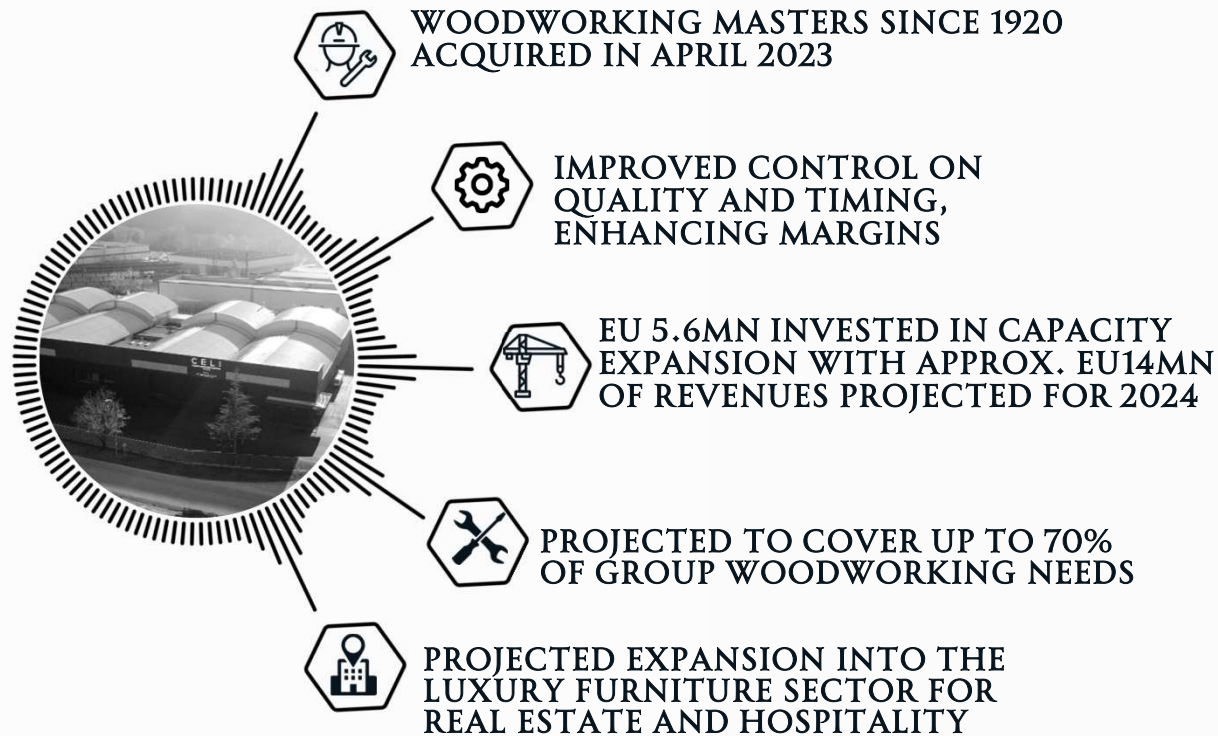 WOODWORKING MASTERS SINCE 1920
ACQUIRED IN APRIL 2023
IMPROVED CONTROL ON
QUALITY AND TIMING,
ENHANCING MARGINS
CELI
EU 5.6MN INVESTED IN CAPACITY
EXPANSION WITH APPROX. EU14MN
OF REVENUES PROJECTED FOR 2024
PROJECTED TO COVER UP TO 70%
OF GROUP WOODWORKING NEEDS
PROJECTED EXPANSION INTO THE
LUXURY FURNITURE SECTOR FOR
REAL ESTATE AND HOSPITALITY